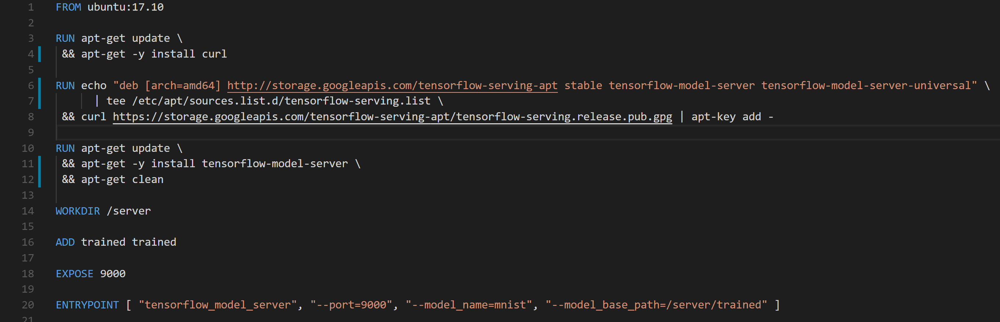 1 FROM ubuntu:17.10
2
3 RUN apt-get update \
4  && apt-get -y install curl
5
6 RUN echo "deb [arch=amd64] http://storage.googleapis.com/tensorflow-serving-apt stable tensorflow-model-server tensorflow-model-server-universal" \
7       | tee /etc/apt/sources.list.d/tensorflow-serving.list \
8  && curl https://storage.googleapis.com/tensorflow-serving-apt/tensorflow-serving.release.pub.gpg | apt-key add -
9
10 RUN apt-get update \
11  && apt-get -y install tensorflow-model-server \
12  && apt-get clean
13
14 WORKDIR /server
15
16 ADD trained trained
17
18 EXPOSE 9000
19
20 ENTRYPOINT [ "tensorflow_model_server", "--port=9000", "--model_name=mnist", "--model_base_path=/server/trained" ]
21